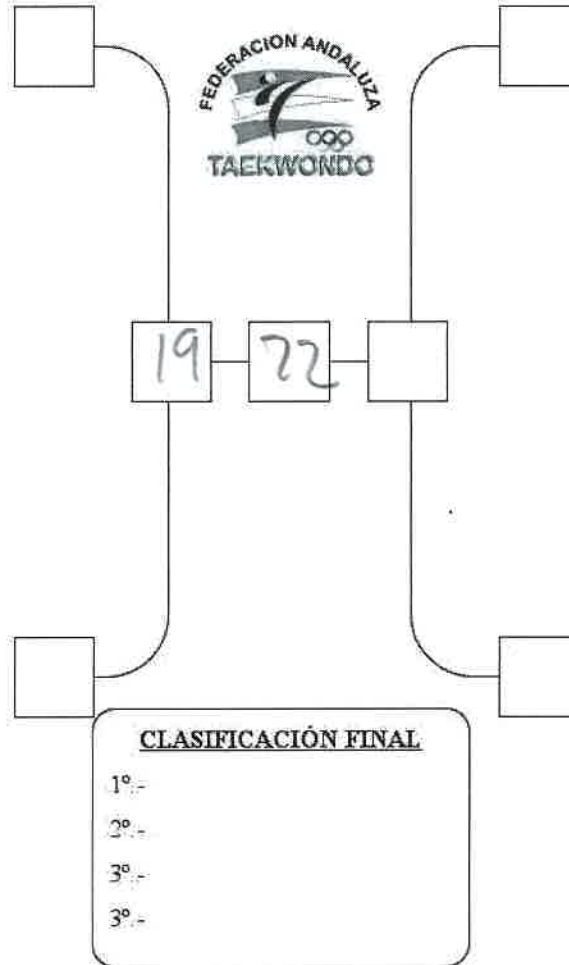 FEDERACION ANDALUZA
TAEKWONDO
19 22
CLASIFICACIÓN FINAL
1º.-
2º.-
3º.-
3º.-